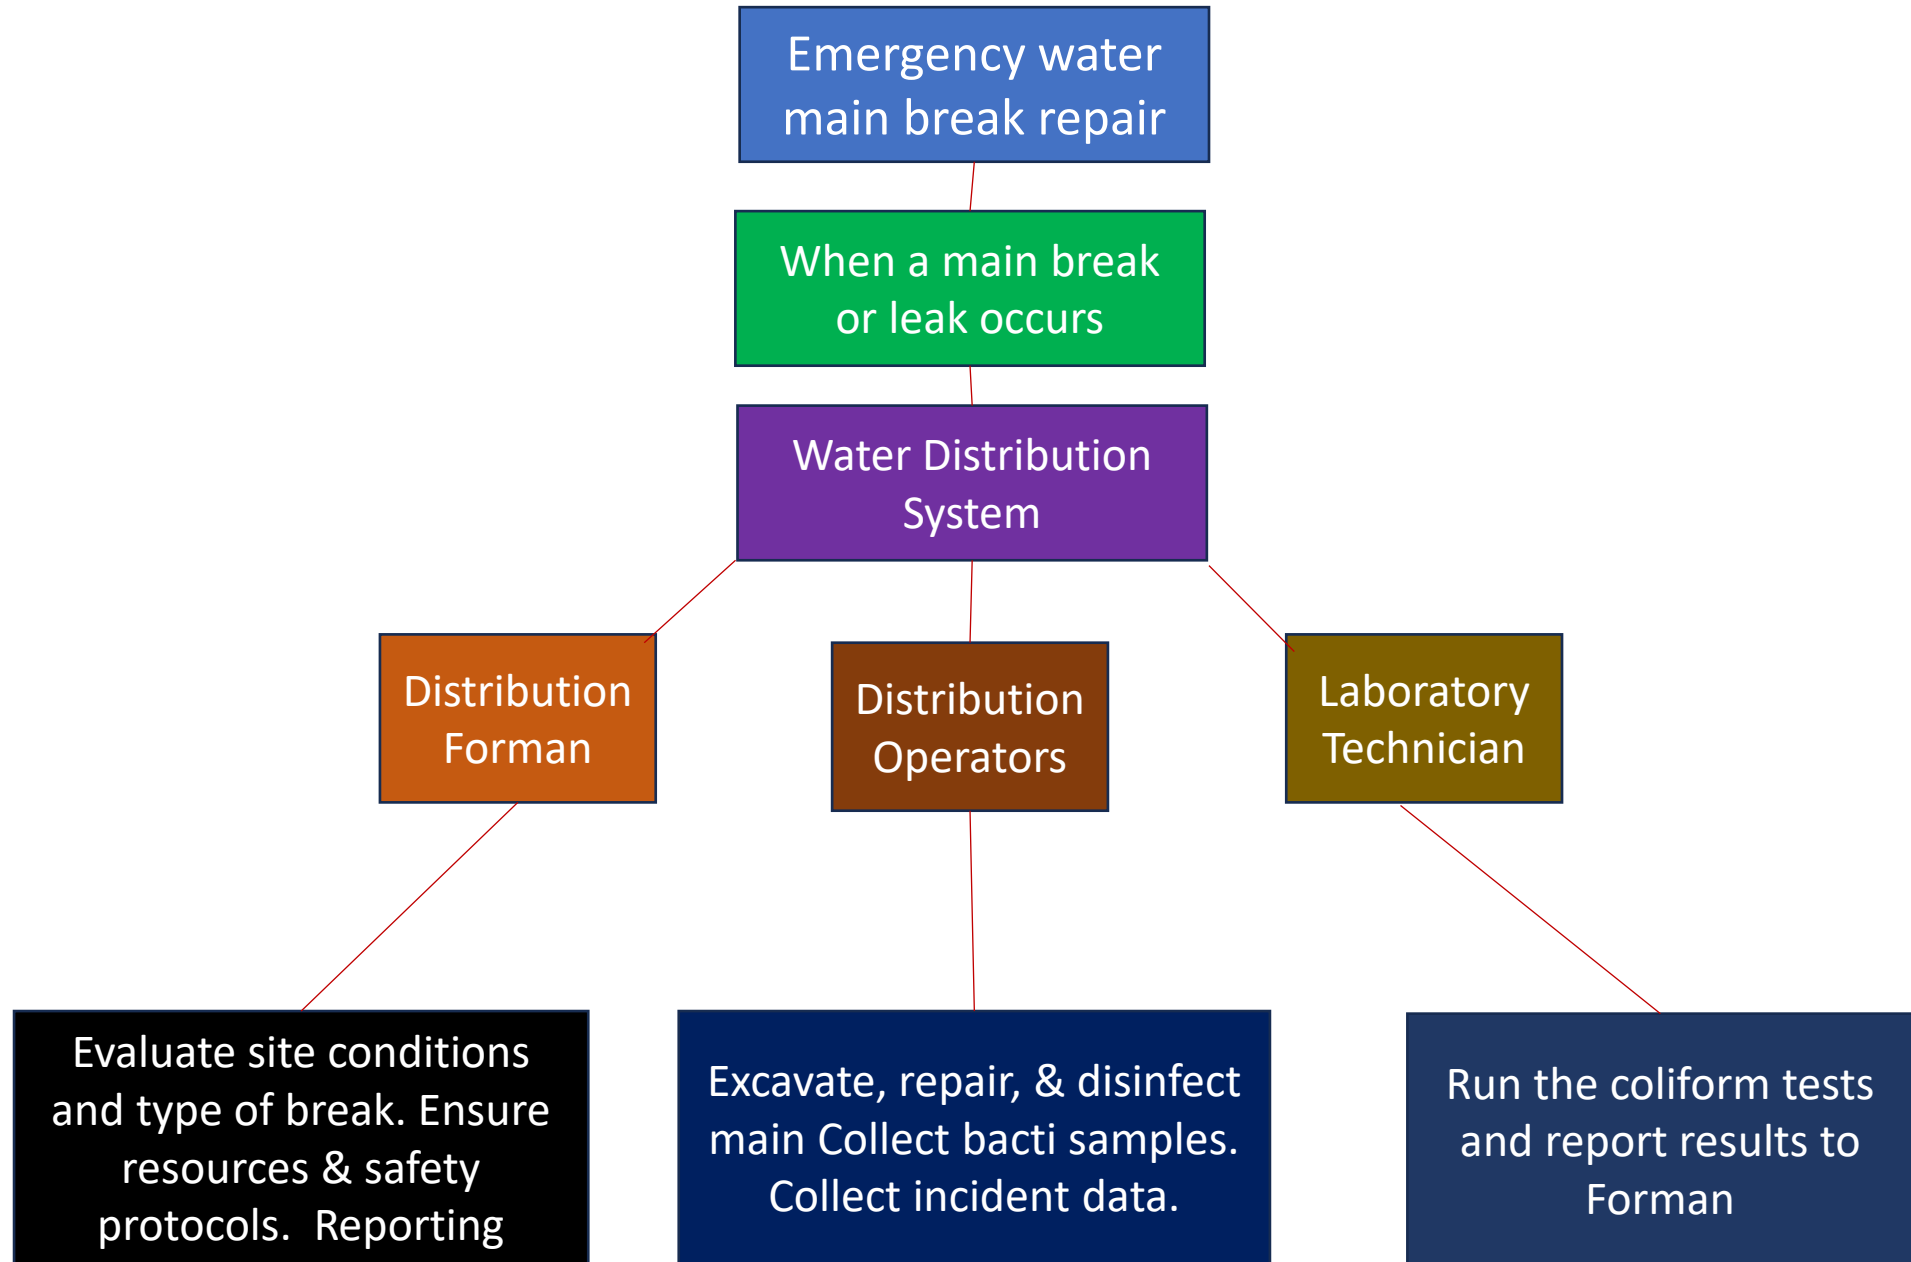 Emergency water
main break repair
When a main break
or leak occurs
Water Distribution
System
Distribution
Forman
Distribution
Operators
Laboratory
Technician
Evaluate site conditions
and type of break. Ensure
resources & safety
protocols.  Reporting
Excavate, repair, & disinfect
main Collect bacti samples.
Collect incident data.
Run the coliform tests
and report results to
Forman